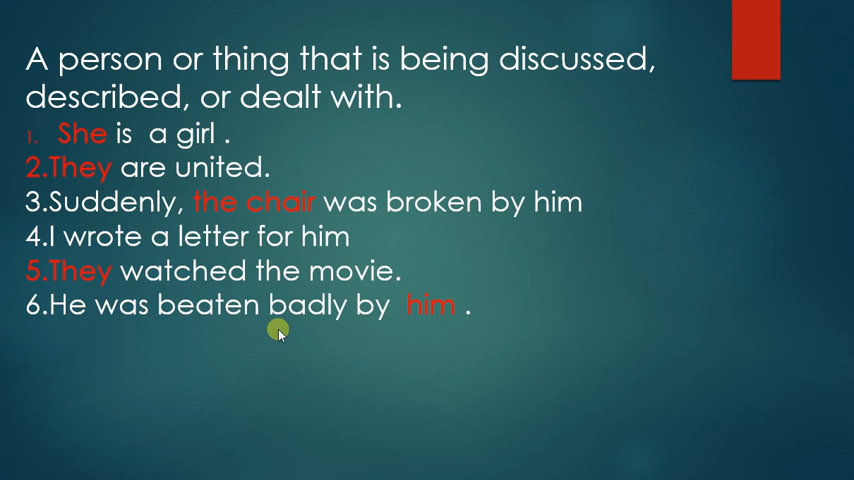 A person or thing that is being discussed,
described, or dealt with.
1. She is a girl .
2.They are united.
3.Suddenly, the chair was broken by him
4.I wrote a letter for him
5.They watched the movie.
6.He was beaten badly by him .